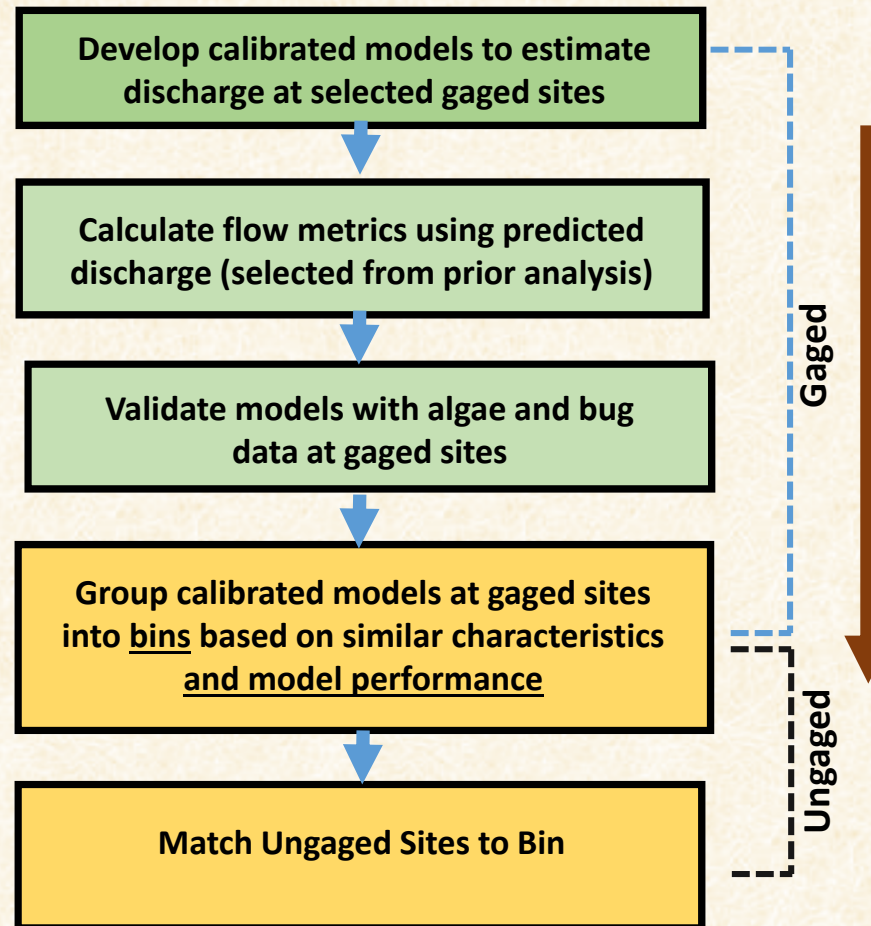 Develop calibrated models to estimate
discharge at selected gaged sites
Calculate flow metrics using predicted
discharge (selected from prior analysis)
Validate models with algae and bug
data at gaged sites
Group calibrated models at gaged sites
into bins based on similar characteristics
and model performance
Match Ungaged Sites to Bin
Gaged
Ungaged